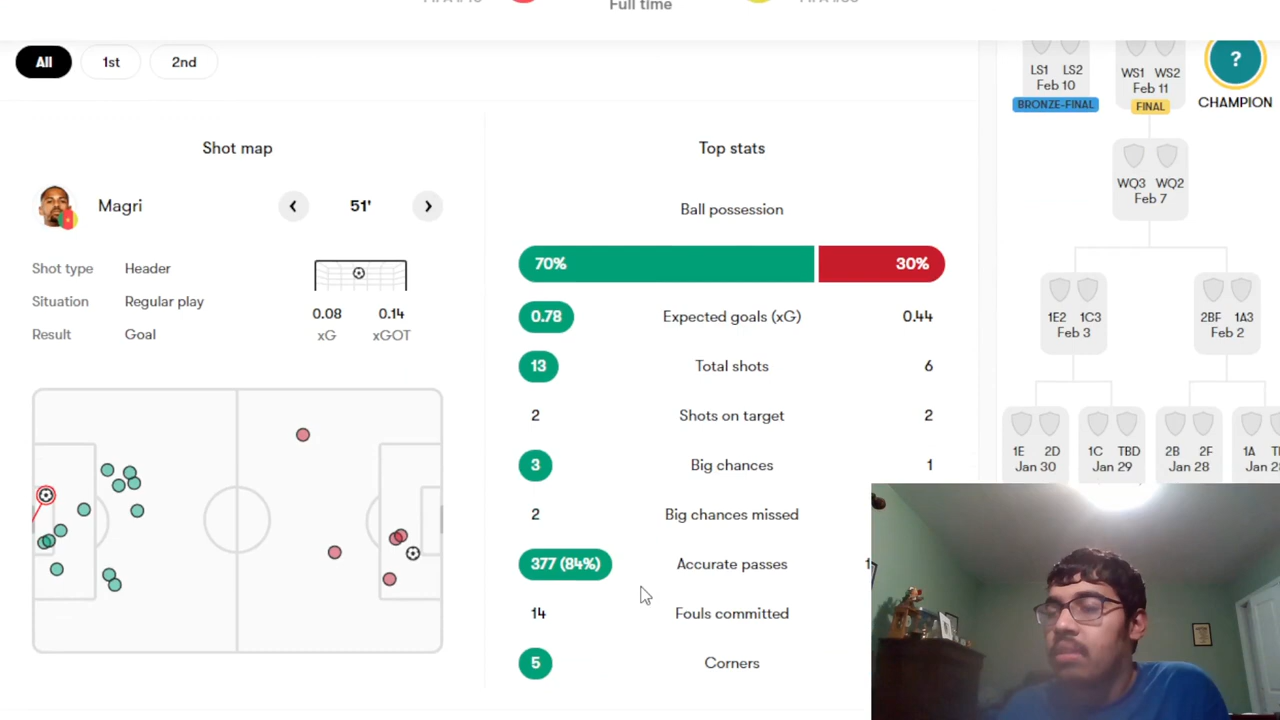 Full time
All 1st 2nd
Shot map
Magri 51'
Shot type Header
Situation Regular play
Result Goal
0.08 0.14
xG xGOT
Top stats
Ball possession
70% 30%
0.78 Expected goals (xG) 0.44
13 Total shots 6
2 Shots on target 2
3 Big chances 1
2 Big chances missed
377 (84%) Accurate passes
14 Fouls committed
5 Corners
LS1 LS2
Feb 10
BRONZE-FINAL
WS1 WS2
Feb 11
FINAL
?
CHAMPION
WQ3 WQ2
Feb 7
1E2 1C3
Feb 3
2BF 1A3
Feb 2
1E 2D
Jan 30
1C TBD
Jan 29
2B 2F
Jan 28
1A